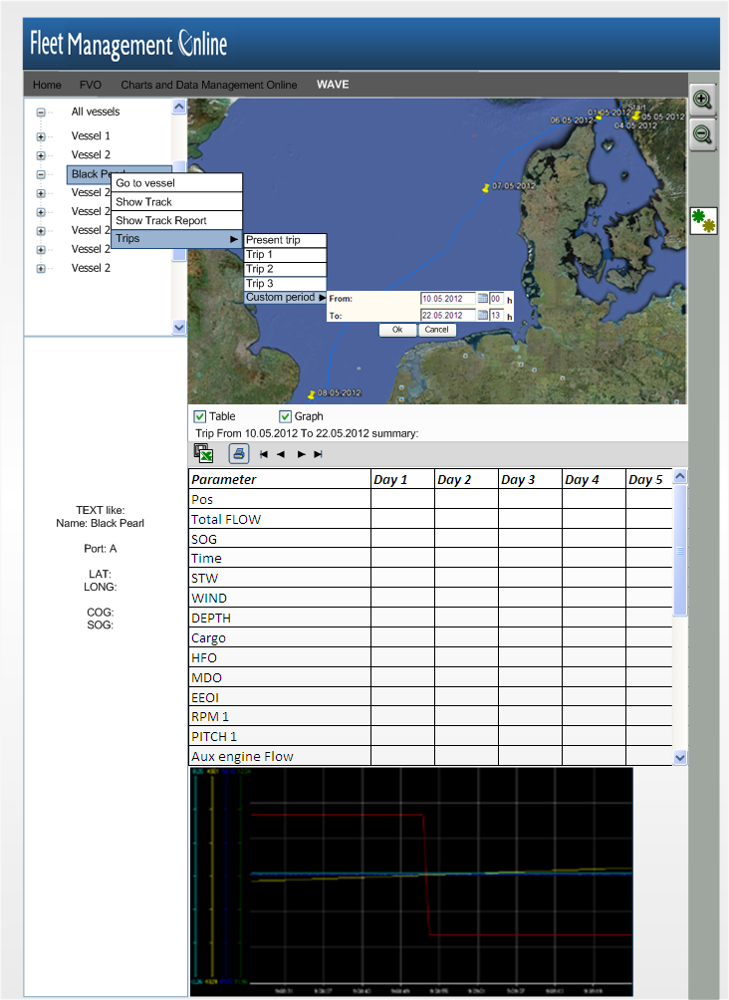 Fleet Management Online
Home FVO Charts and Data Management Online WAVE
All vessels
Vessel 1
Vessel 2
Black Pe
Vessel 2
Vessel 2
Vessel 2
Vessel 2
Vessel 2
Go to vessel
Show Track
Show Track Report
Trips
Present trip
Trip 1
Trip 2
Trip 3
Custom period
From: 10.05.2012 00 h
To: 22.05.2012 13 h
Ok Cancel
Start
01.05.2012
05.05.2012
06.05.2012
04.05.2012
07.05.2012
08.05.2012
Table Graph
Trip From 10.05.2012 To 22.05.2012 summary:
Parameter Day 1 Day 2 Day 3 Day 4 Day 5
Pos
Total FLOW
SOG
Time
STW
WIND
DEPTH
Cargo
HFO
MDO
EEOI
RPM 1
PITCH 1
Aux engine Flow
TEXT like:
Name: Black Pearl
Port: A
LAT:
LONG:
COG:
SOG: